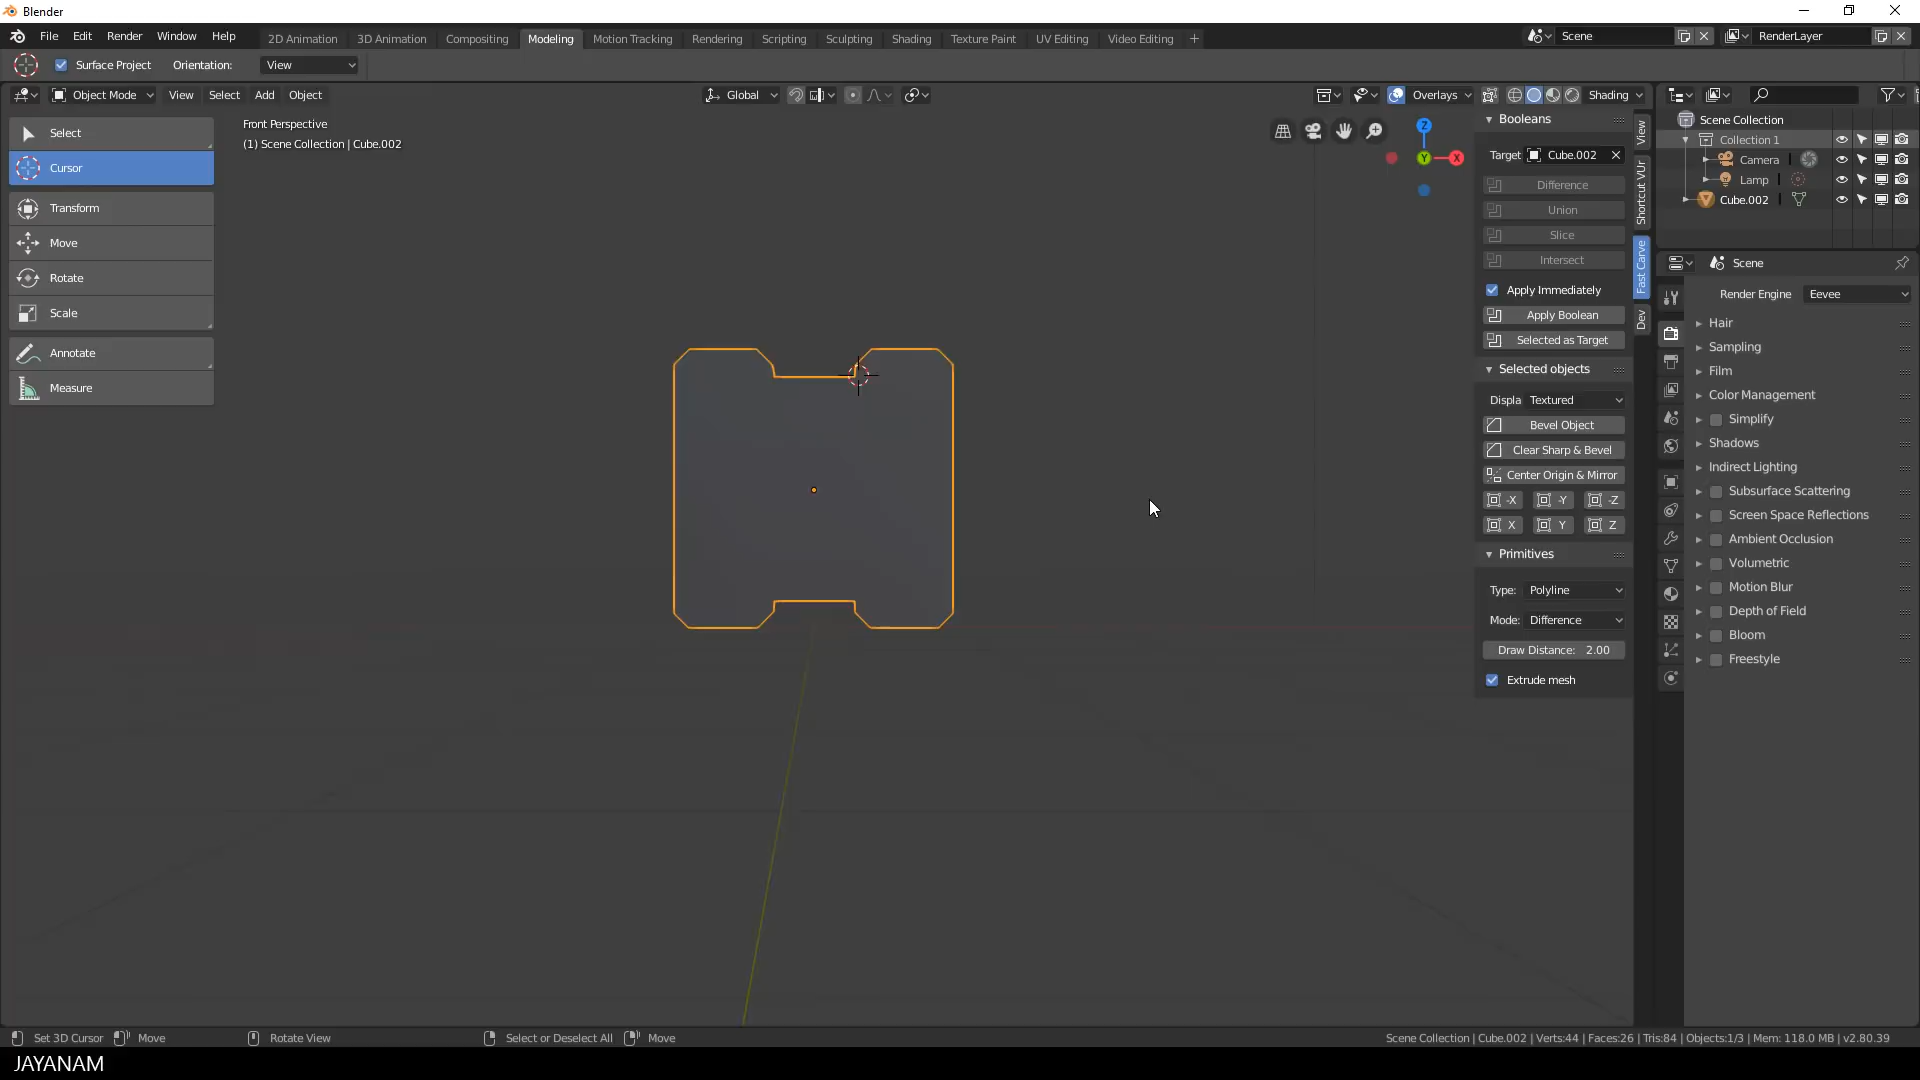 Blender
File Edit Render Window Help 2D Animation 3D Animation Compositing Modeling Motion Tracking Rendering Scripting Sculpting Shading Texture Paint UV Editing Video Editing + Scene RenderLayer
Surface Project Orientation: View
Object Mode View Select Add Object Global Overlays Shading
Select
Cursor
Transform
Move
Rotate
Scale
Annotate
Measure
Front Perspective
(1) Scene Collection | Cube.002
Z
Y
X
Booleans
Target Cube.002
Difference
Union
Slice
Intersect
Apply Immediately
Apply Boolean
Selected as Target
Selected objects
Displa Textured
Bevel Object
Clear Sharp & Bevel
Center Origin & Mirror
-X -Y -Z
X Y Z
Primitives
Type: Polyline
Mode: Difference
Draw Distance: 2.00
Extrude mesh
View
Shortcut VUr
Fast Carve
Dev
Scene Collection
Collection 1
Camera
Lamp
Cube.002
Scene
Render Engine Eevee
Hair
Sampling
Film
Color Management
Simplify
Shadows
Indirect Lighting
Subsurface Scattering
Screen Space Reflections
Ambient Occlusion
Volumetric
Motion Blur
Depth of Field
Bloom
Freestyle
Set 3D Cursor Move Rotate View Select or Deselect All Move Scene Collection | Cube.002 | Verts:44 | Faces:26 | Tris:84 | Objects:1/3 | Mem: 118.0 MB | v2.80.39
JAYANAM